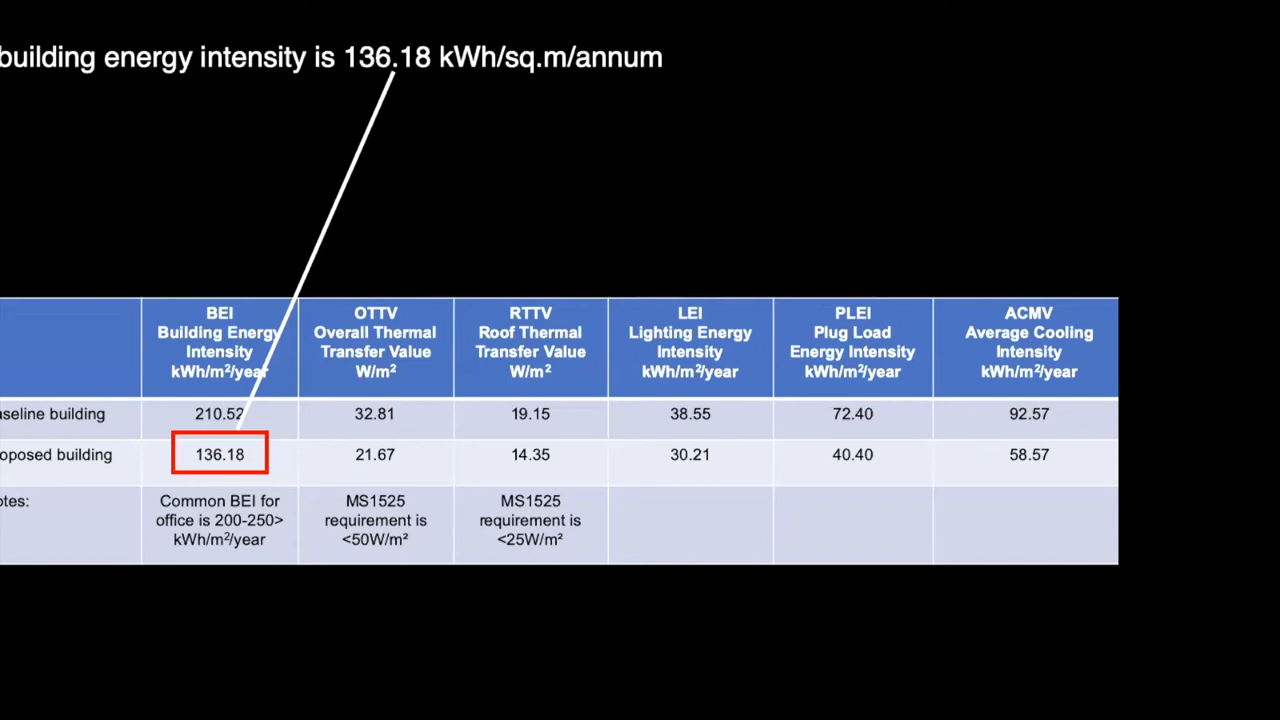 building energy intensity is 136.18 kWh/sq.m/annum
BEI
Building Energy
Intensity
kWh/m²/year
OTTV
Overall Thermal
Transfer Value
W/m²
RTTV
Roof Thermal
Transfer Value
W/m²
LEI
Lighting Energy
Intensity
kWh/m²/year
PLEI
Plug Load
Energy Intensity
kWh/m²/year
ACMV
Average Cooling
Intensity
kWh/m²/year
aseline building 210.52 32.81 19.15 38.55 72.40 92.57
oposed building 136.18 21.67 14.35 30.21 40.40 58.57
otes:
Common BEI for
office is 200-250>
kWh/m²/year
MS1525
requirement is
<50W/m²
MS1525
requirement is
<25W/m²